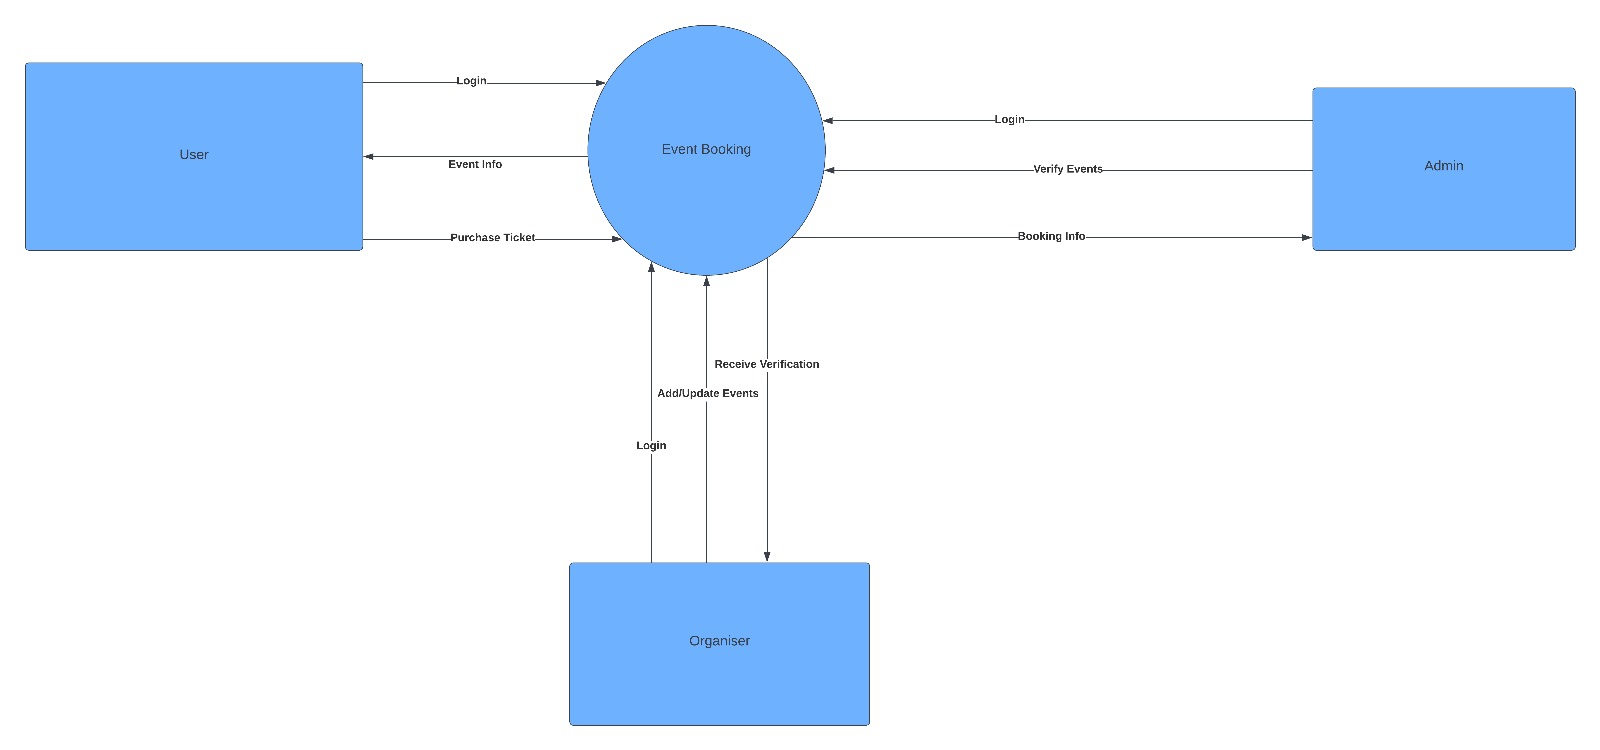 Login
User
Event Info
Purchase Ticket
Event Booking
Login
Verify Events
Booking Info
Admin
Receive Verification
Add/Update Events
Login
Organiser